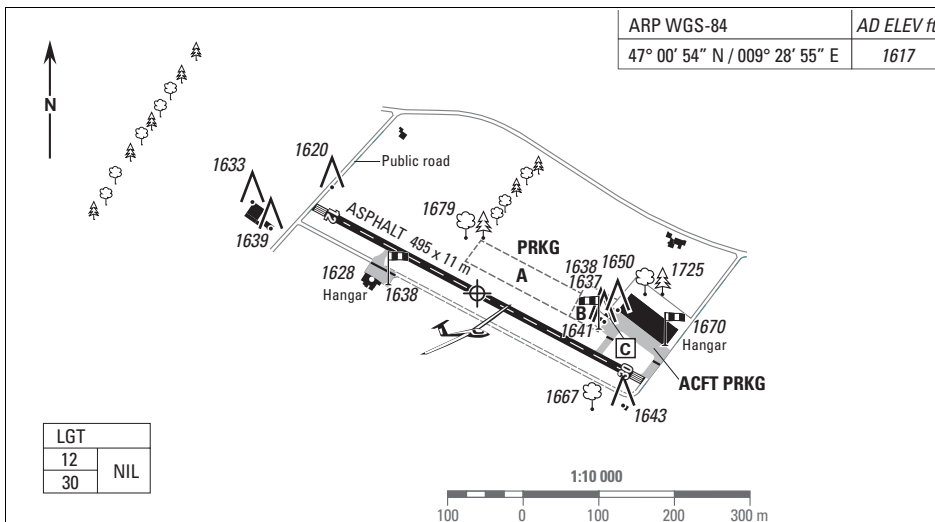 ARP WGS-84
AD ELEV ft
47° 00' 54" N / 009° 28' 55" E
1617
N
1633
1620
Public road
1639
12
ASPHALT 495 x 11 m
1679
PRKG
A
1638
1650
1725
1637
1628
Hangar
1638
B
1641
C
1670
Hangar
30
ACFT PRKG
1667
1643
LGT
12
30
NIL
1:10 000
100
0
100
200
300 m